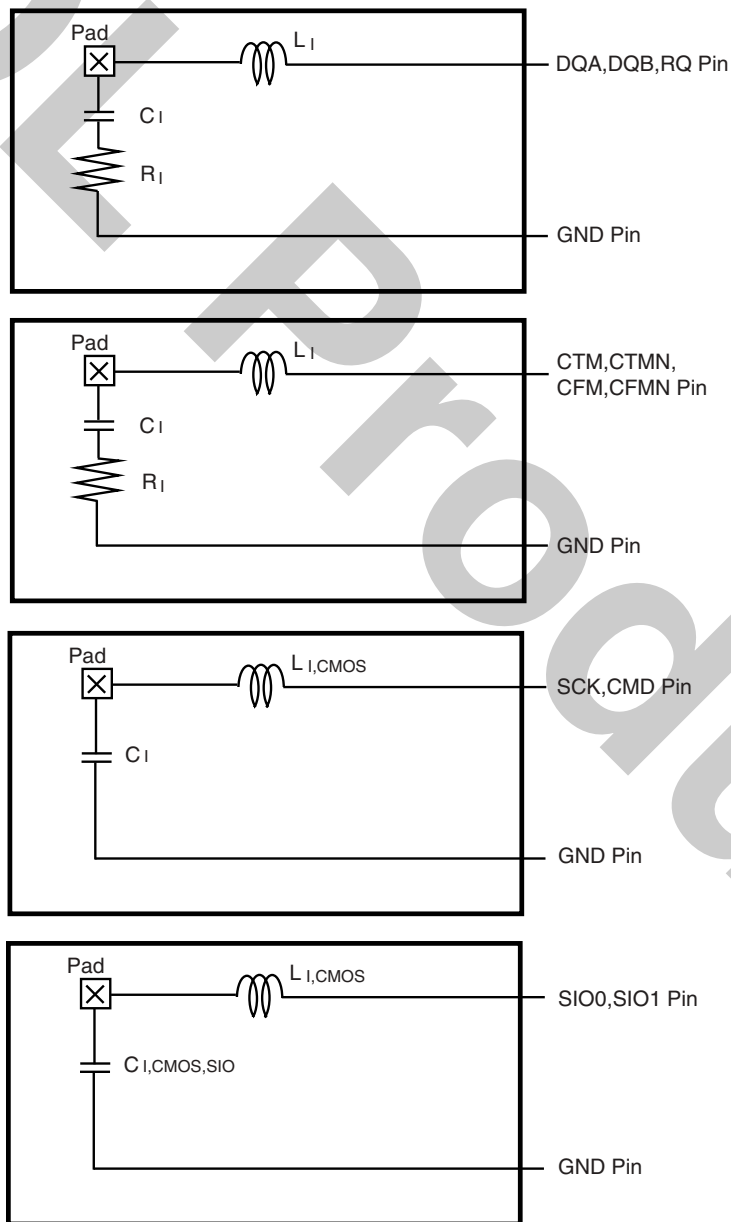 Pad
L I
DQA,DQB,RQ Pin
C I
R I
GND Pin
Pad
L I
CTM,CTMN,
CFM,CFMN Pin
C I
R I
GND Pin
Pad
L I,CMOS
SCK,CMD Pin
C I
GND Pin
Pad
L I,CMOS
SIO0,SIO1 Pin
C I,CMOS,SIO
GND Pin
L Produ